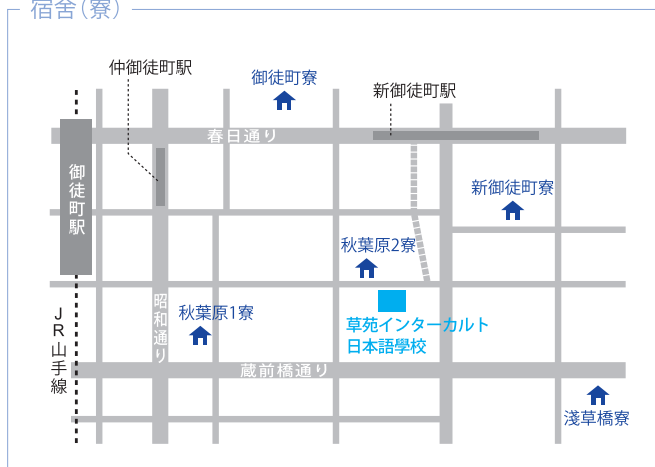 宿舎（寮）
仲御徒町駅
御徒町寮
新御徒町駅
春日通り
御徒町駅
新御徒町寮
秋葉原2寮
昭和通り
秋葉原1寮
JR山手線
草苑インターカルト
日本語學校
蔵前橋通り
淺草橋寮